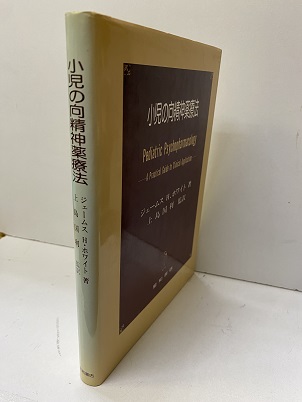 小児の向精神薬療法
ジェームス H・ホワイト 著
上島国利 監訳
小児の向精神薬療法
Pediatric Psychopharmacology
A Practical Guide to Clinical Application
ジェームス H. ホワイト 著
上島国利 監訳